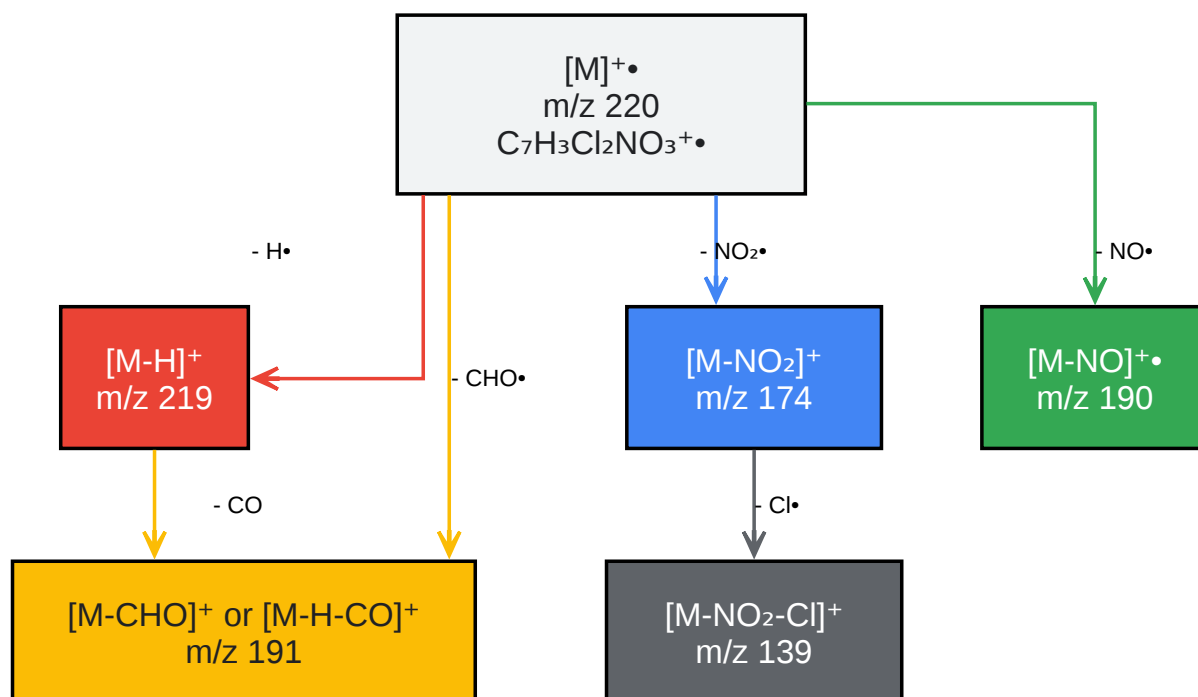 [M]⁺•
m/z 220
C₇H₃Cl₂NO₃⁺•
- H•
- NO₂•
- NO•
[M-H]⁺
m/z 219
- CHO•
[M-NO₂]⁺
m/z 174
[M-NO]⁺•
m/z 190
- CO
- Cl•
[M-CHO]⁺ or [M-H-CO]⁺
m/z 191
[M-NO₂-Cl]⁺
m/z 139